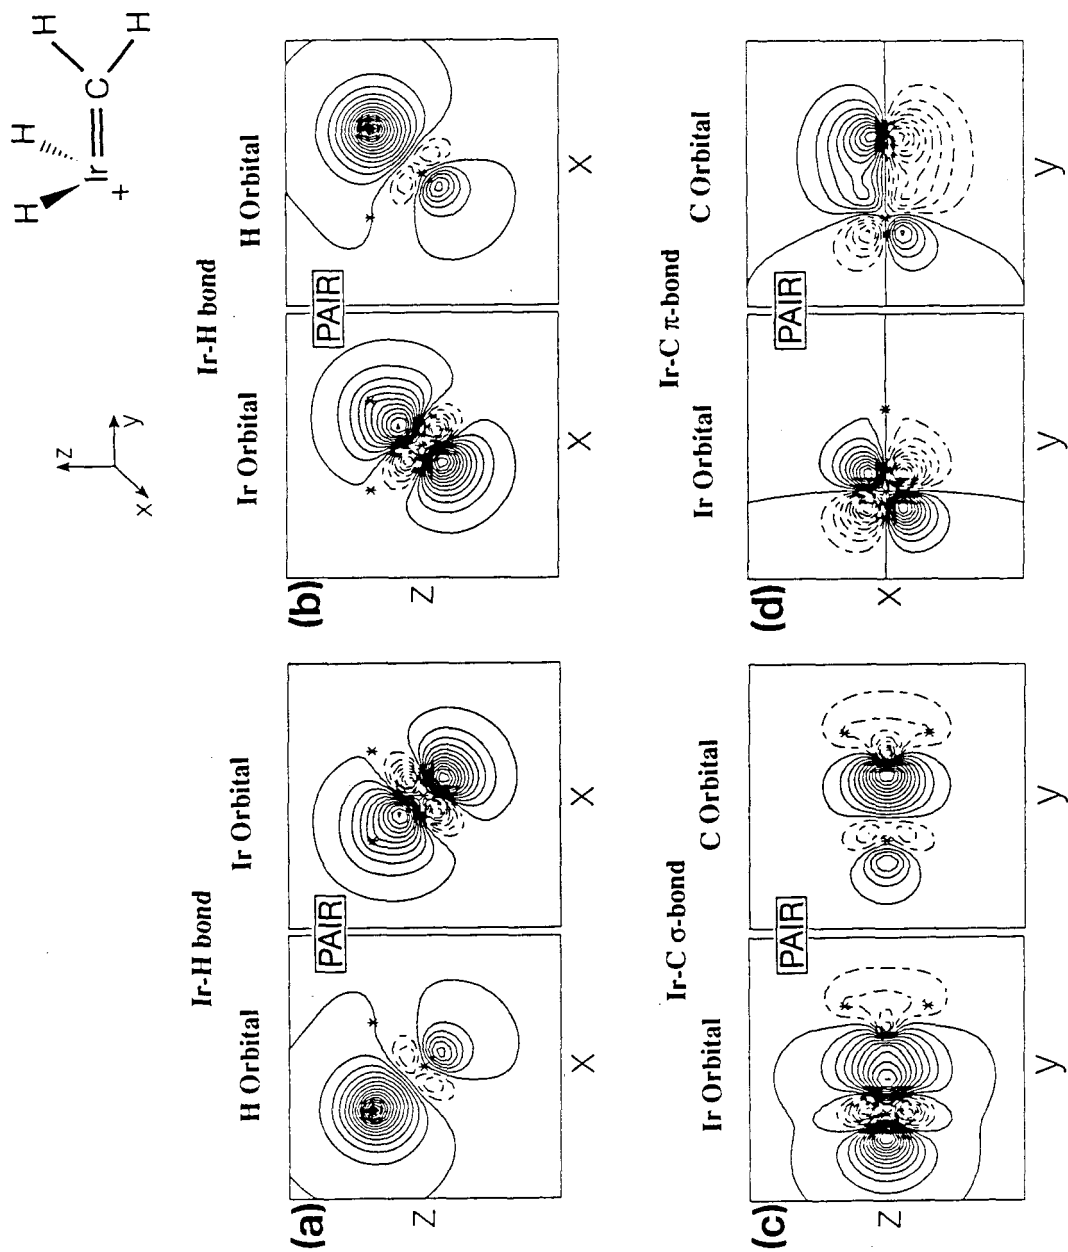 z
y
x
H
H
H
Ir
C
H
+
Ir-H bond
Ir-H bond
H Orbital
Ir Orbital
Ir Orbital
H Orbital
(a)
PAIR
(b)
PAIR
Z
Z
X
X
X
X
Ir-C σ-bond
Ir-C π-bond
Ir Orbital
C Orbital
Ir Orbital
C Orbital
(c)
PAIR
(d)
PAIR
Z
X
y
y
y
y